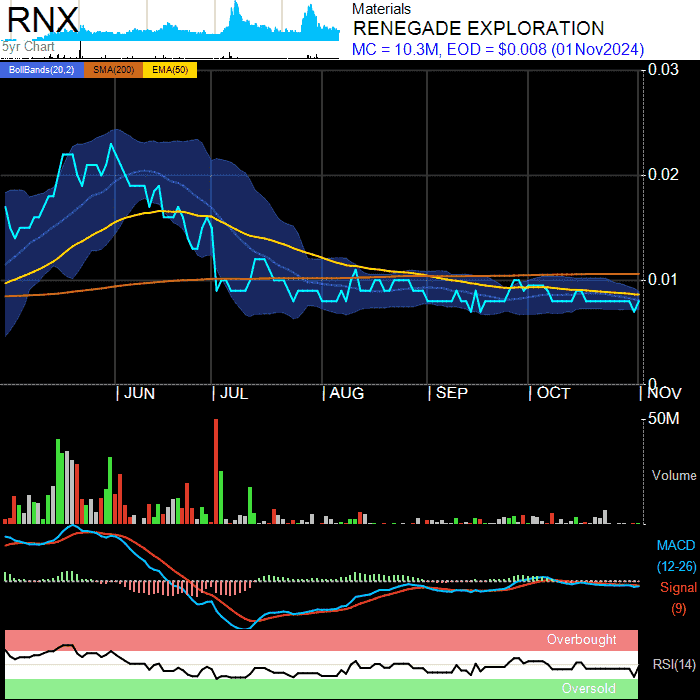 RNX
5yr Chart
Materials
RENEGADE EXPLORATION
MC = 10.3M, EOD = $0.008 (01Nov2024)
BollBands(20,2) SMA(200) EMA(50)
0.03
0.02
0.01
0
JUN JUL AUG SEP OCT NOV
50M
Volume
MACD
(12-26)
Signal
(9)
Overbought
RSI(14)
Oversold